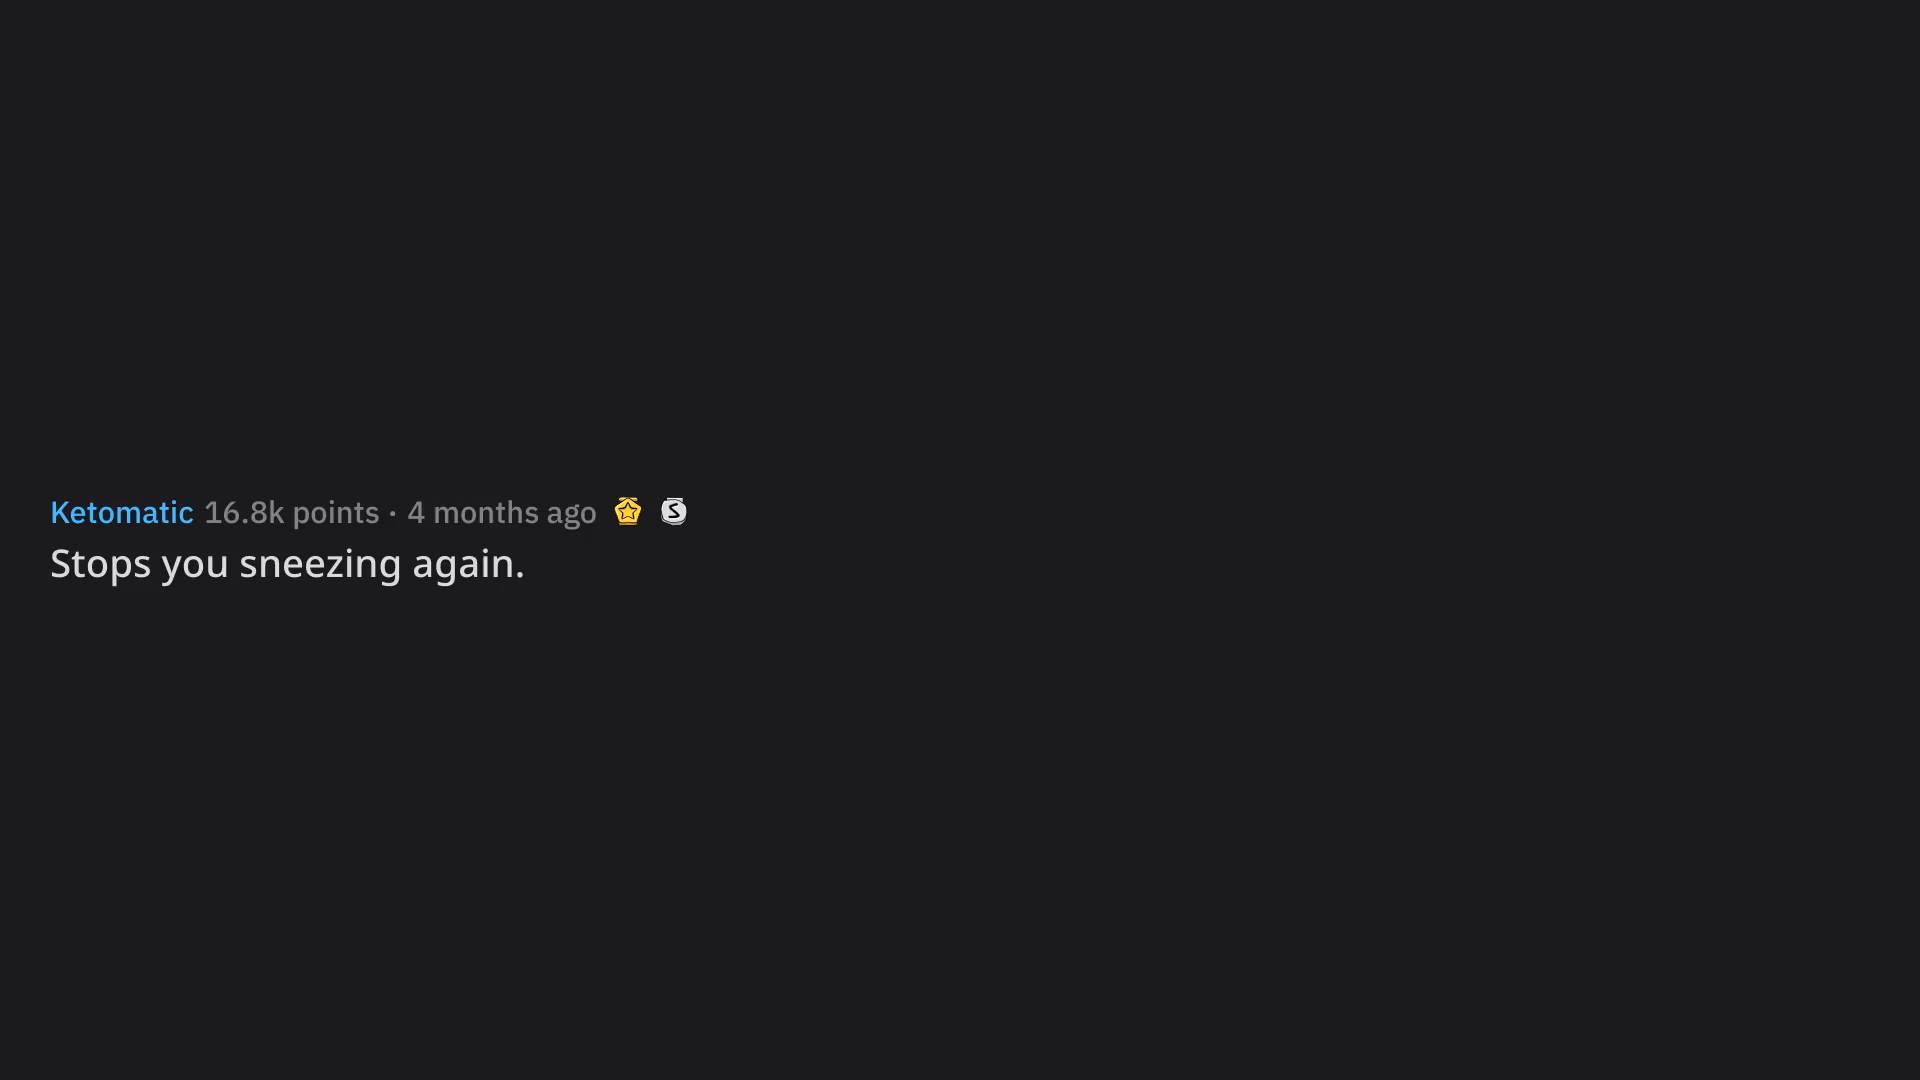 Ketomatic 16.8k points · 4 months ago S
Stops you sneezing again.